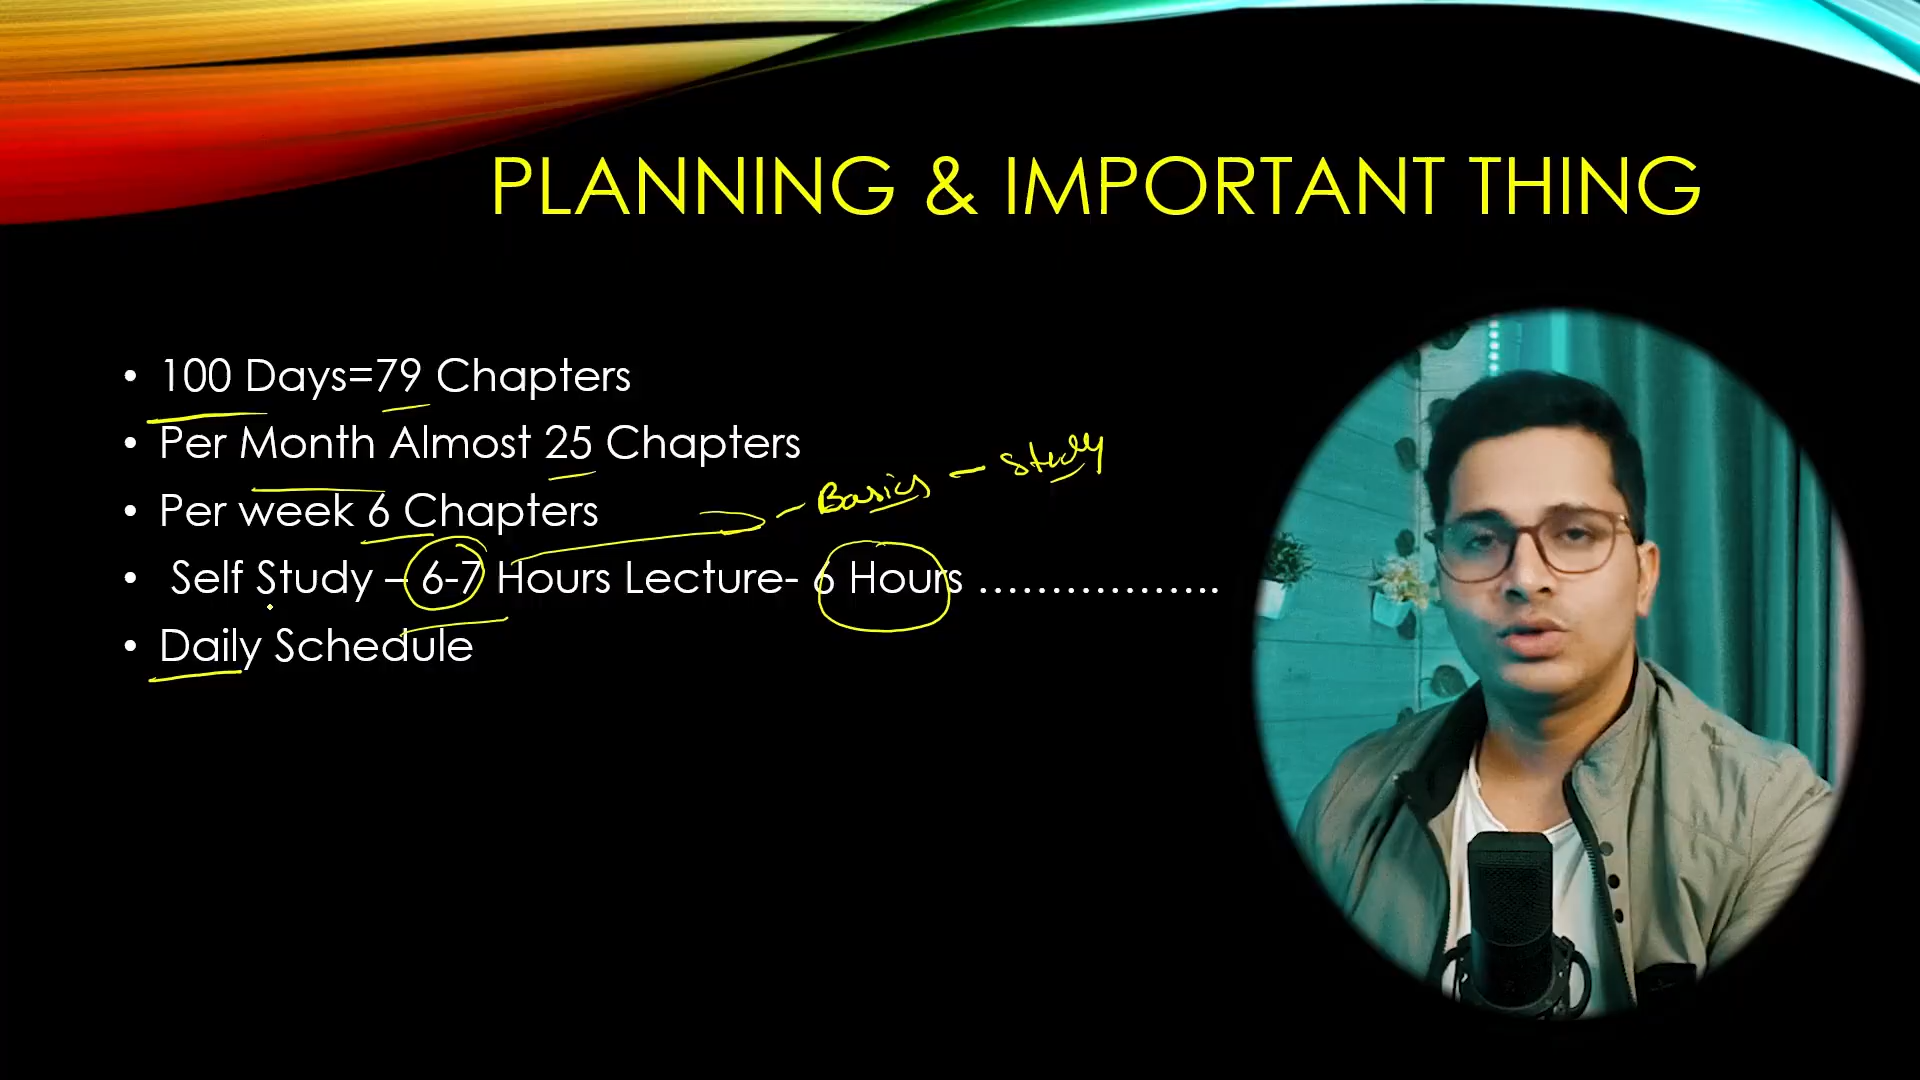 PLANNING & IMPORTANT THING
100 Days=79 Chapters
Per Month Almost 25 Chapters
Basics - Study
Per week 6 Chapters
Self Study – 6-7 Hours Lecture- 6 Hours ……………..
Daily Schedule